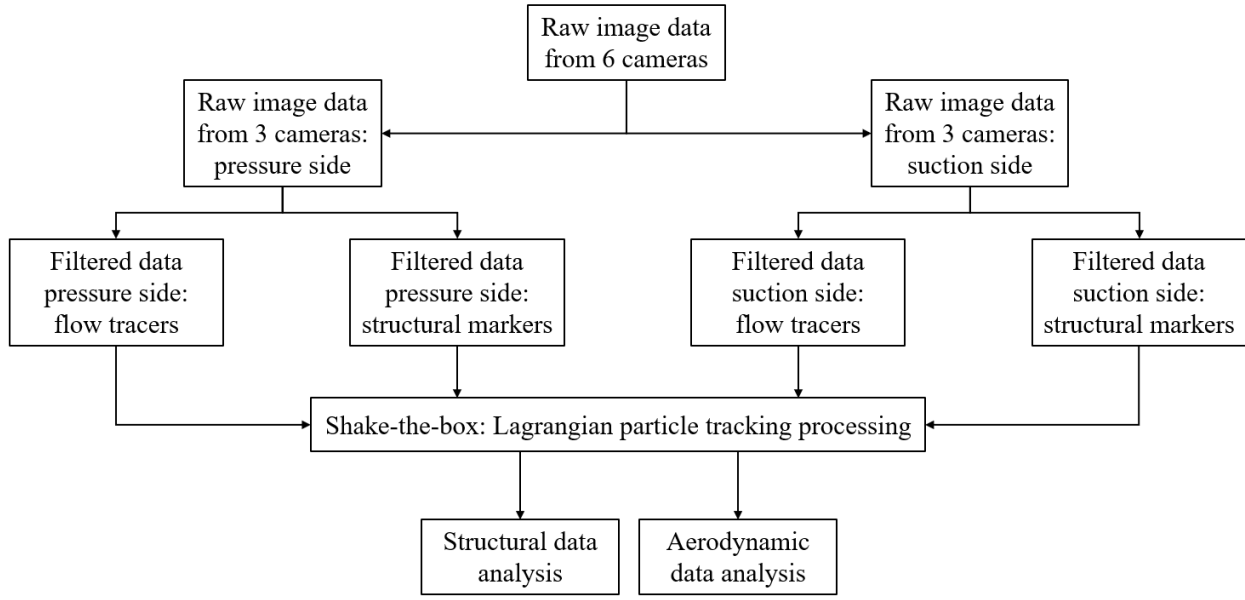 Raw image data
from 6 cameras
Raw image data
from 3 cameras:
pressure side
Raw image data
from 3 cameras:
suction side
Filtered data
pressure side:
flow tracers
Filtered data
pressure side:
structural markers
Filtered data
suction side:
flow tracers
Filtered data
suction side:
structural markers
Shake-the-box: Lagrangian particle tracking processing
Structural data
analysis
Aerodynamic
data analysis